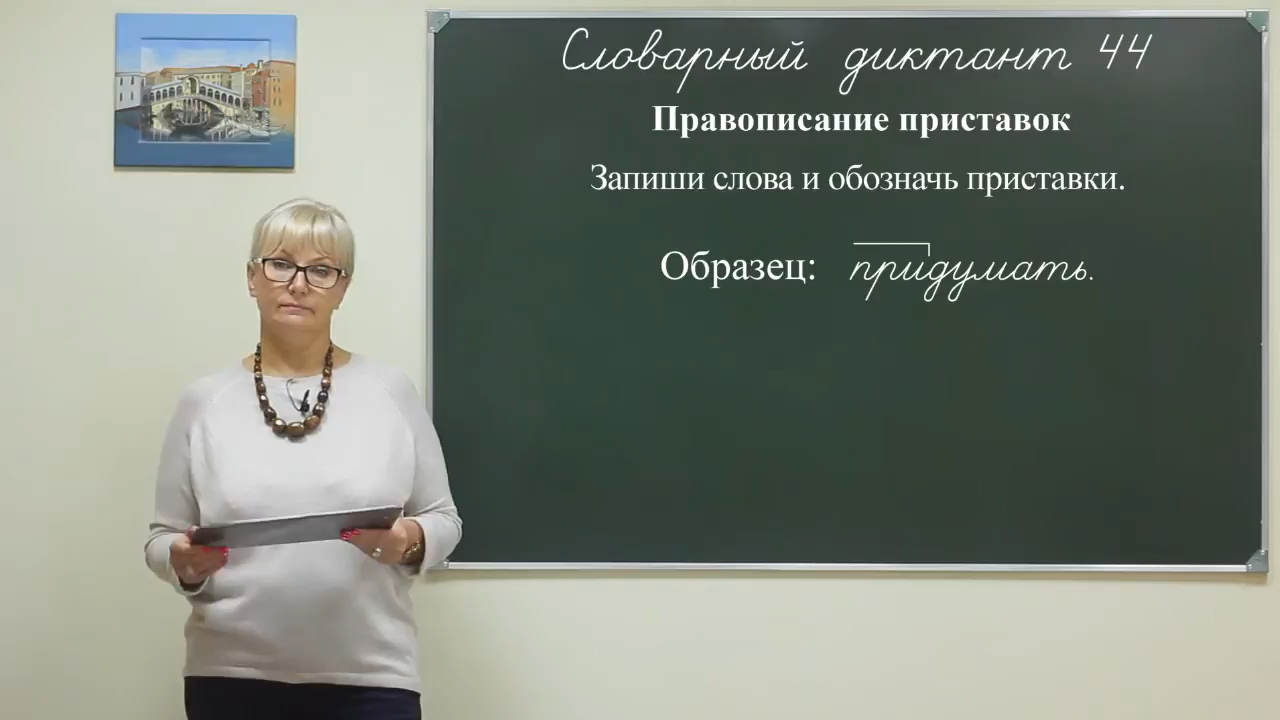 Словарный диктант 44
Правописание приставок
Запиши слова и обозначь приставки.
Образец: придумать.